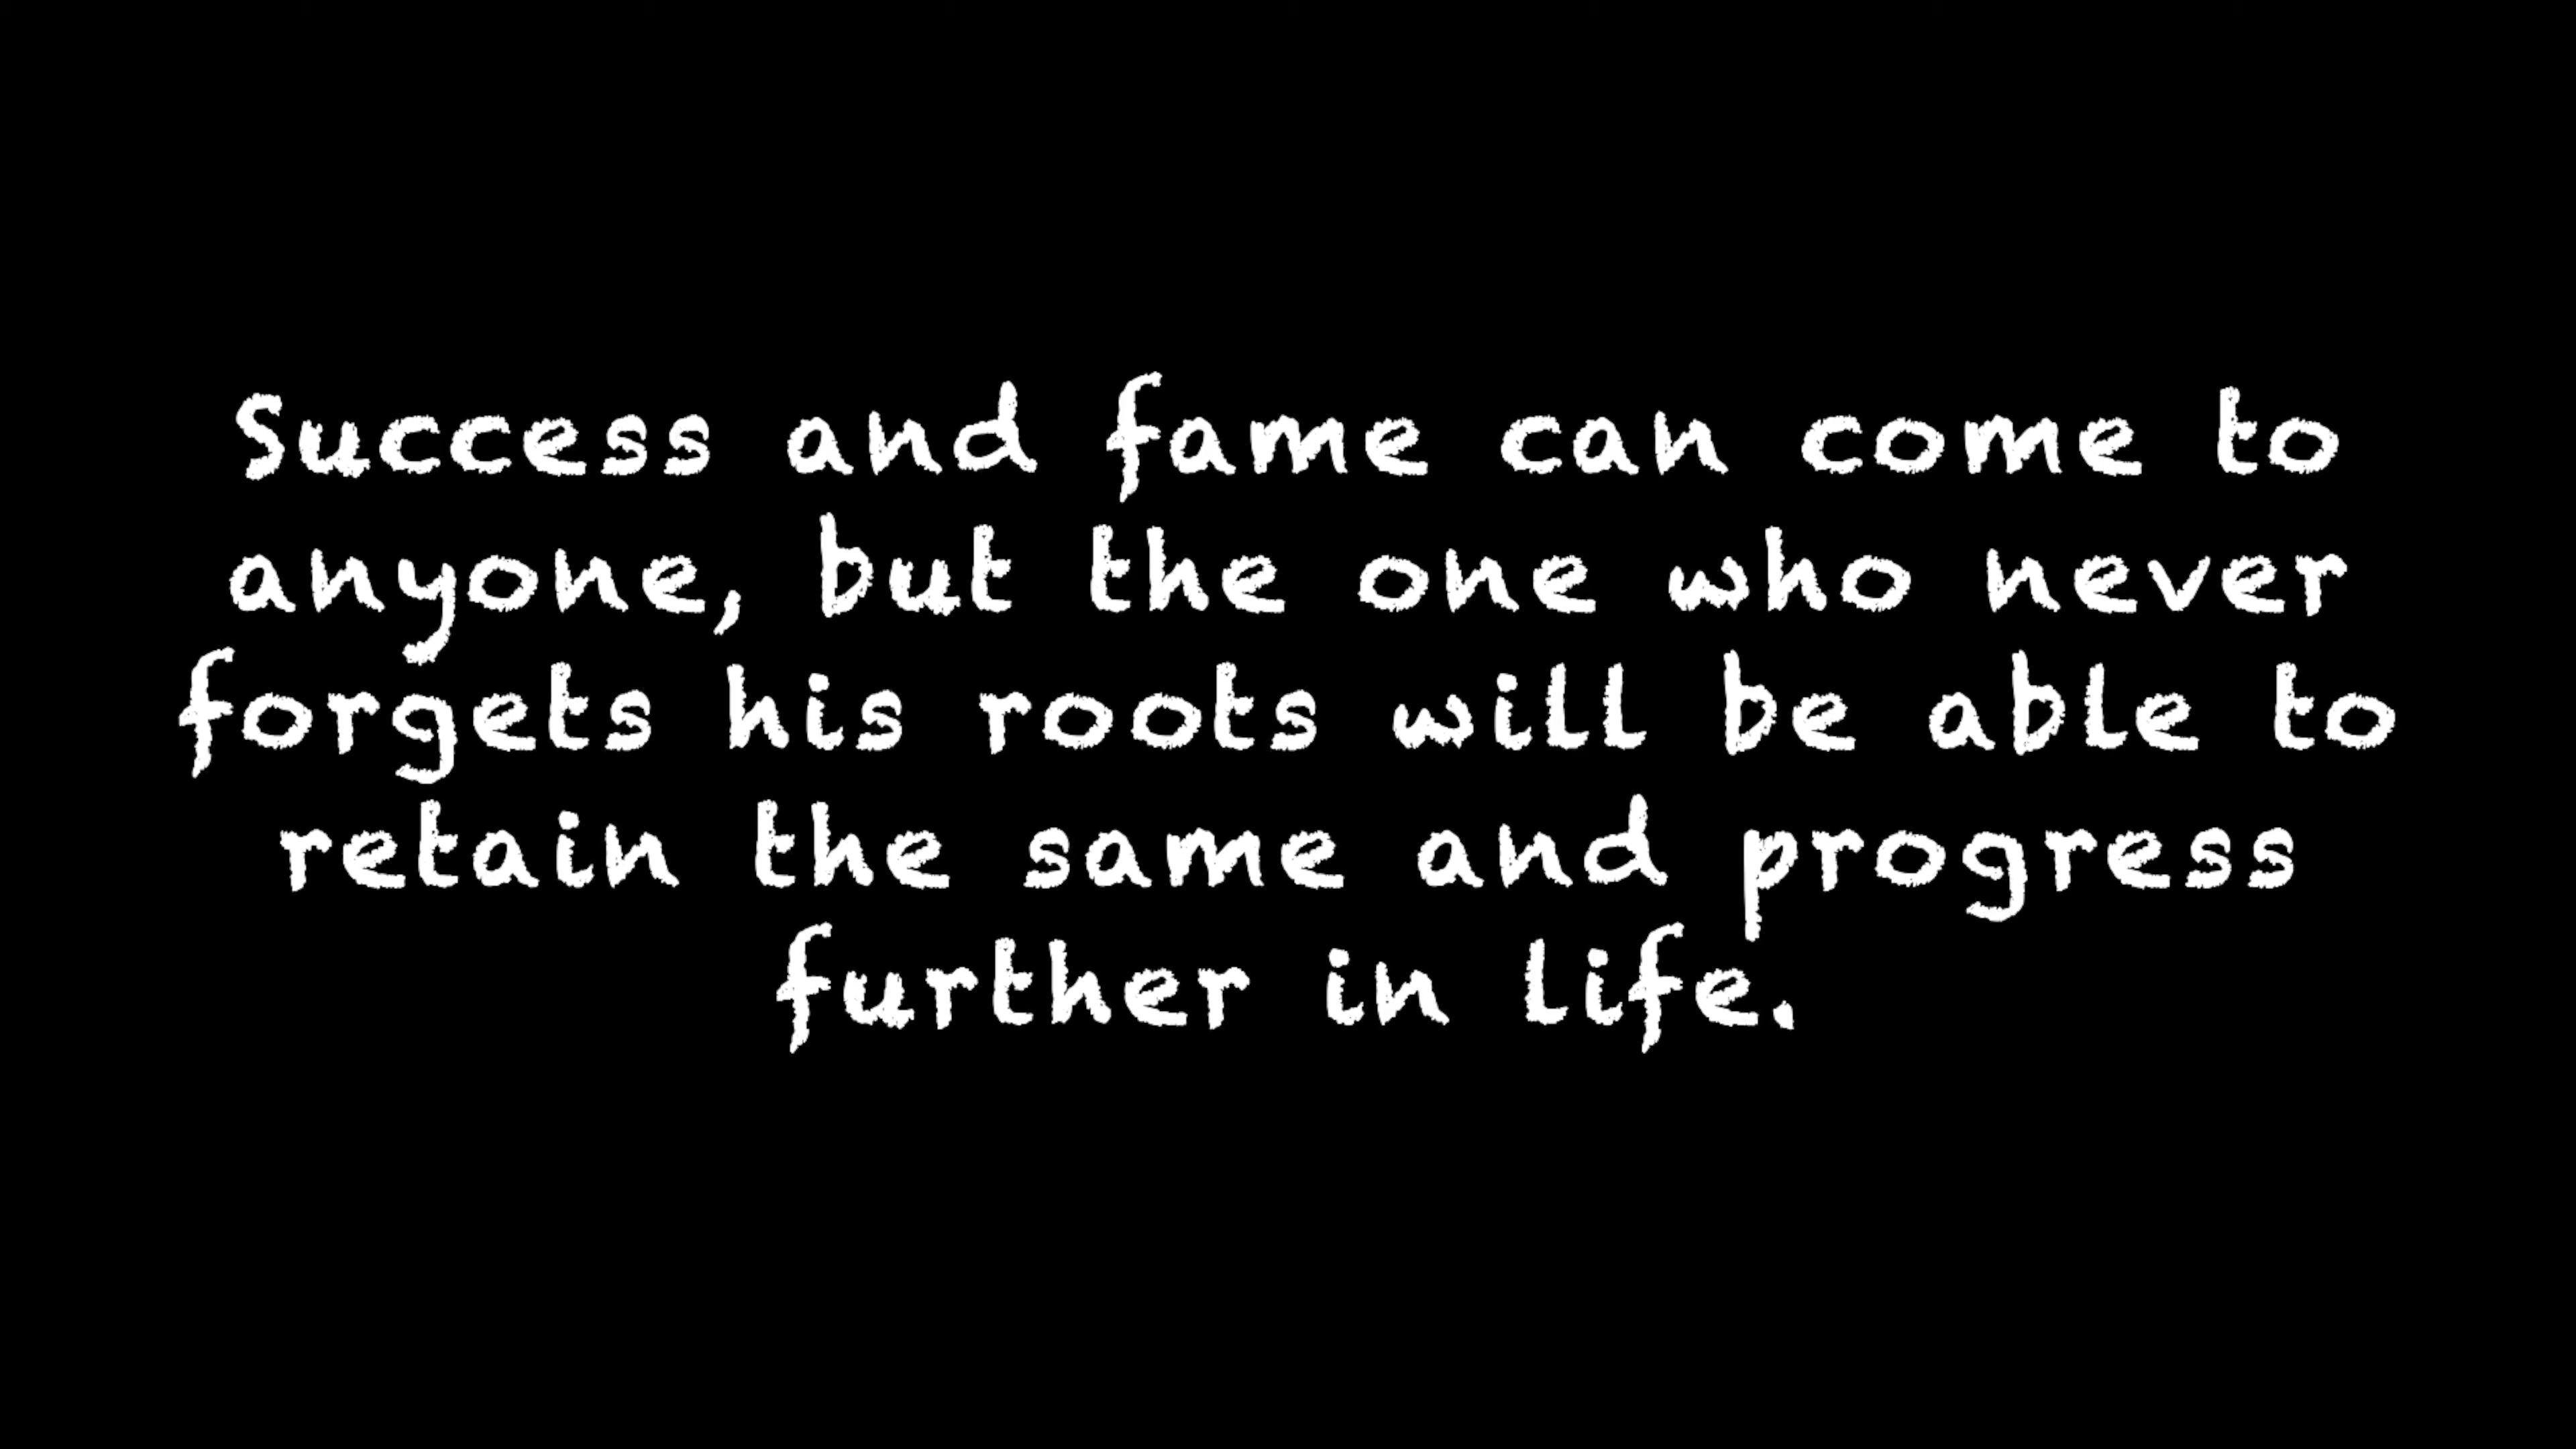 Success and fame can come to
anyone, but the one who never
forgets his roots will be able to
retain the same and progress
further in life.